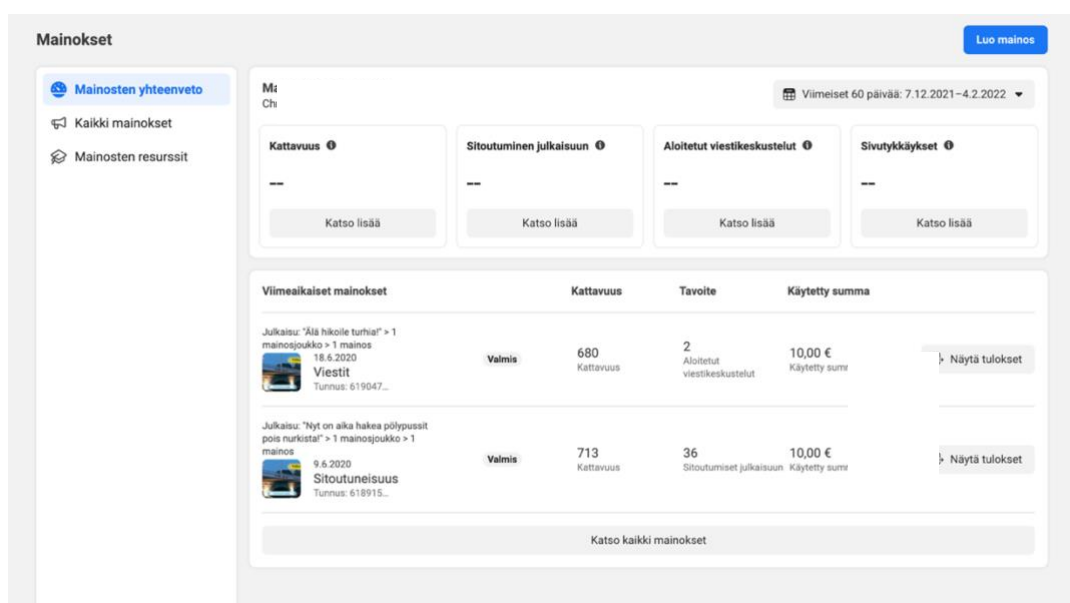 Mainokset
Luo mainos
Mainosten yhteenveto
Kaikki mainokset
Mainosten resurssit
Viimeiset 60 päivää: 7.12.2021–4.2.2022
Kattavuus
Sitoutuminen julkaisuun
Aloitetut viestikeskustelut
Sivutykkäykset
--
--
--
--
Katso lisää
Katso lisää
Katso lisää
Katso lisää
Viimeaikaiset mainokset
Kattavuus
Tavoite
Käytetty summa
Julkaisu: "Älä hikoile turhia!" > 1
mainosjoukko > 1 mainos
18.6.2020
Viestit
Tunnus: 619047...
Valmis
680
Kattavuus
2
Aloitetut
viestikeskustelut
10,00 €
Käytetty sumr
Näytä tulokset
Julkaisu: "Nyt on aika hakea pölypussit
pois nurkista!" > 1 mainosjoukko > 1
mainos
9.6.2020
Sitoutuneisuus
Tunnus: 618915...
Valmis
713
Kattavuus
36
Sitoutumiset julkaisuun
10,00 €
Käytetty sumr
Näytä tulokset
Katso kaikki mainokset